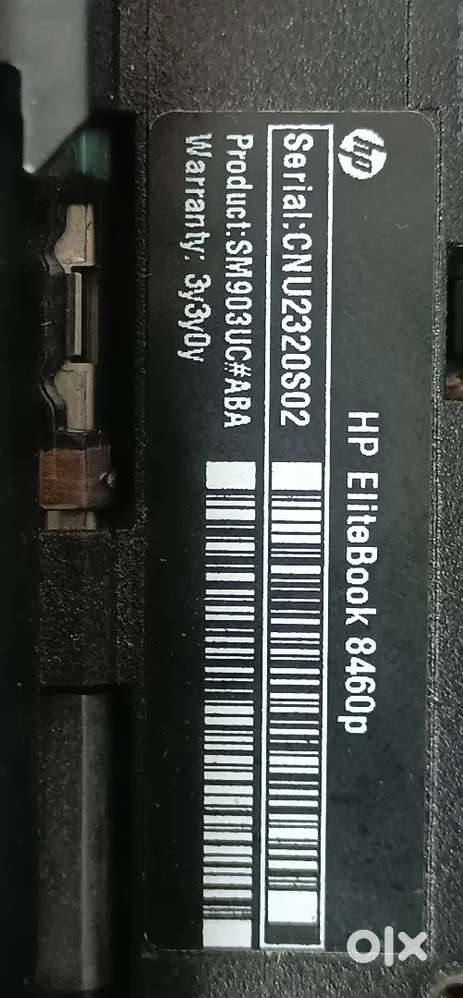 hp
Serial:CNU2320S02
Product:SM903UC#ABA
Warranty: 3y3y0y
HP EliteBook 8460p
olx